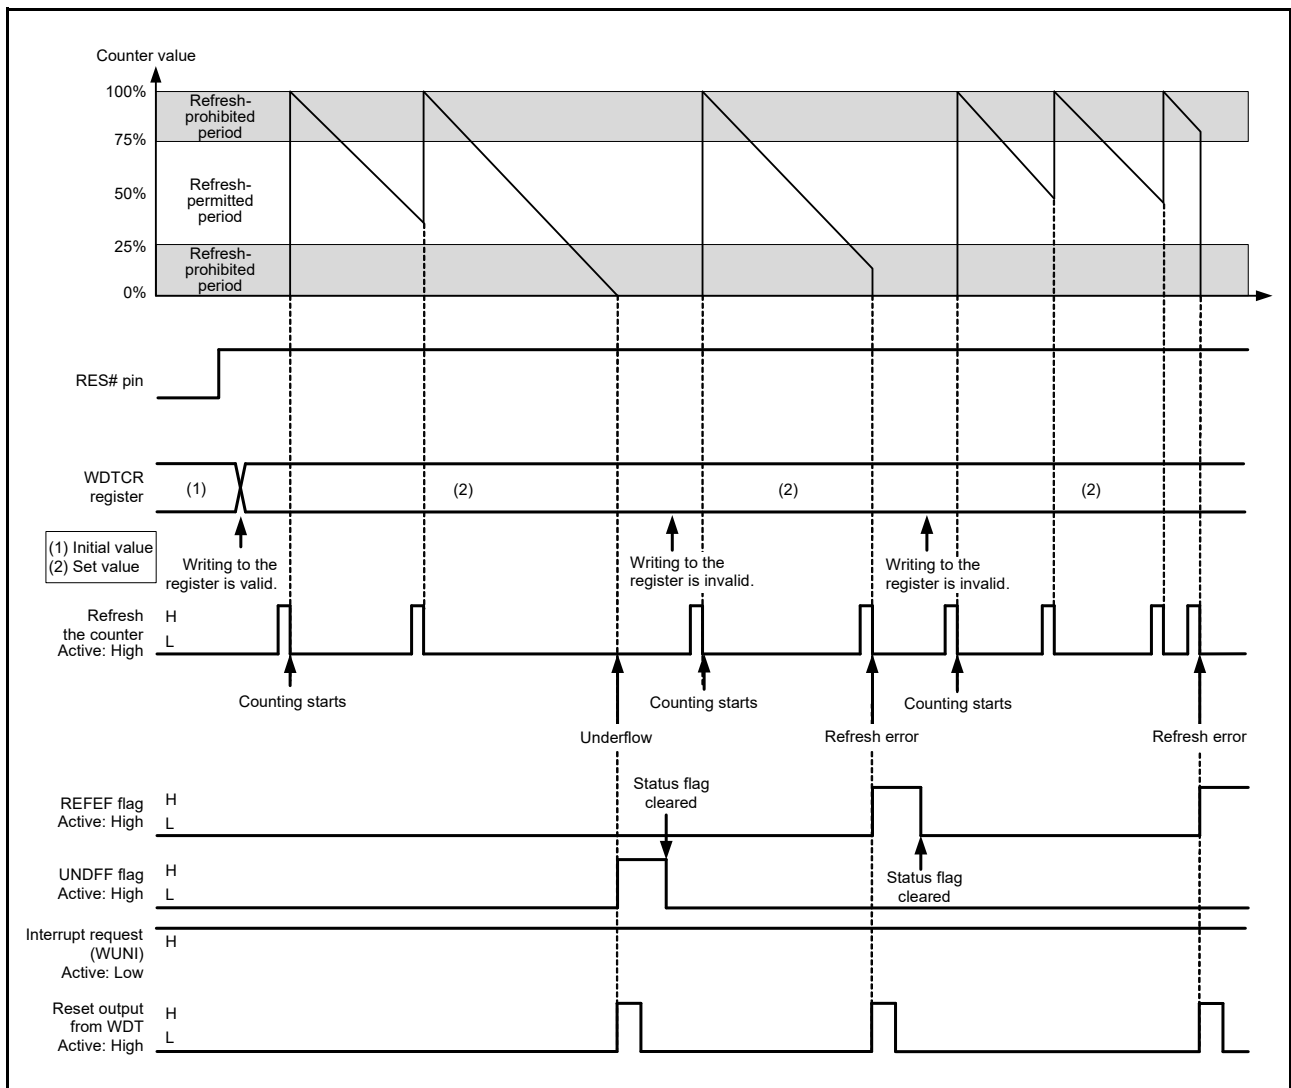 Counter value
100%
Refresh-
prohibited
period
75%
Refresh-
permitted
period
50%
25%
Refresh-
prohibited
period
0%
RES# pin
WDTCR
register
(1)
(2)
(2)
(2)
(1) Initial value
(2) Set value
Writing to the
register is valid.
Writing to the
register is invalid.
Writing to the
register is invalid.
Refresh
the counter
Active: High
H
L
Counting starts
Counting starts
Counting starts
Underflow
Refresh error
Refresh error
Status flag
cleared
REFEF flag
Active: High
H
L
UNDFF flag
Active: High
H
L
Status flag
cleared
Interrupt request
(WUNI)
Active: Low
H
Reset output
from WDT
Active: High
H
L